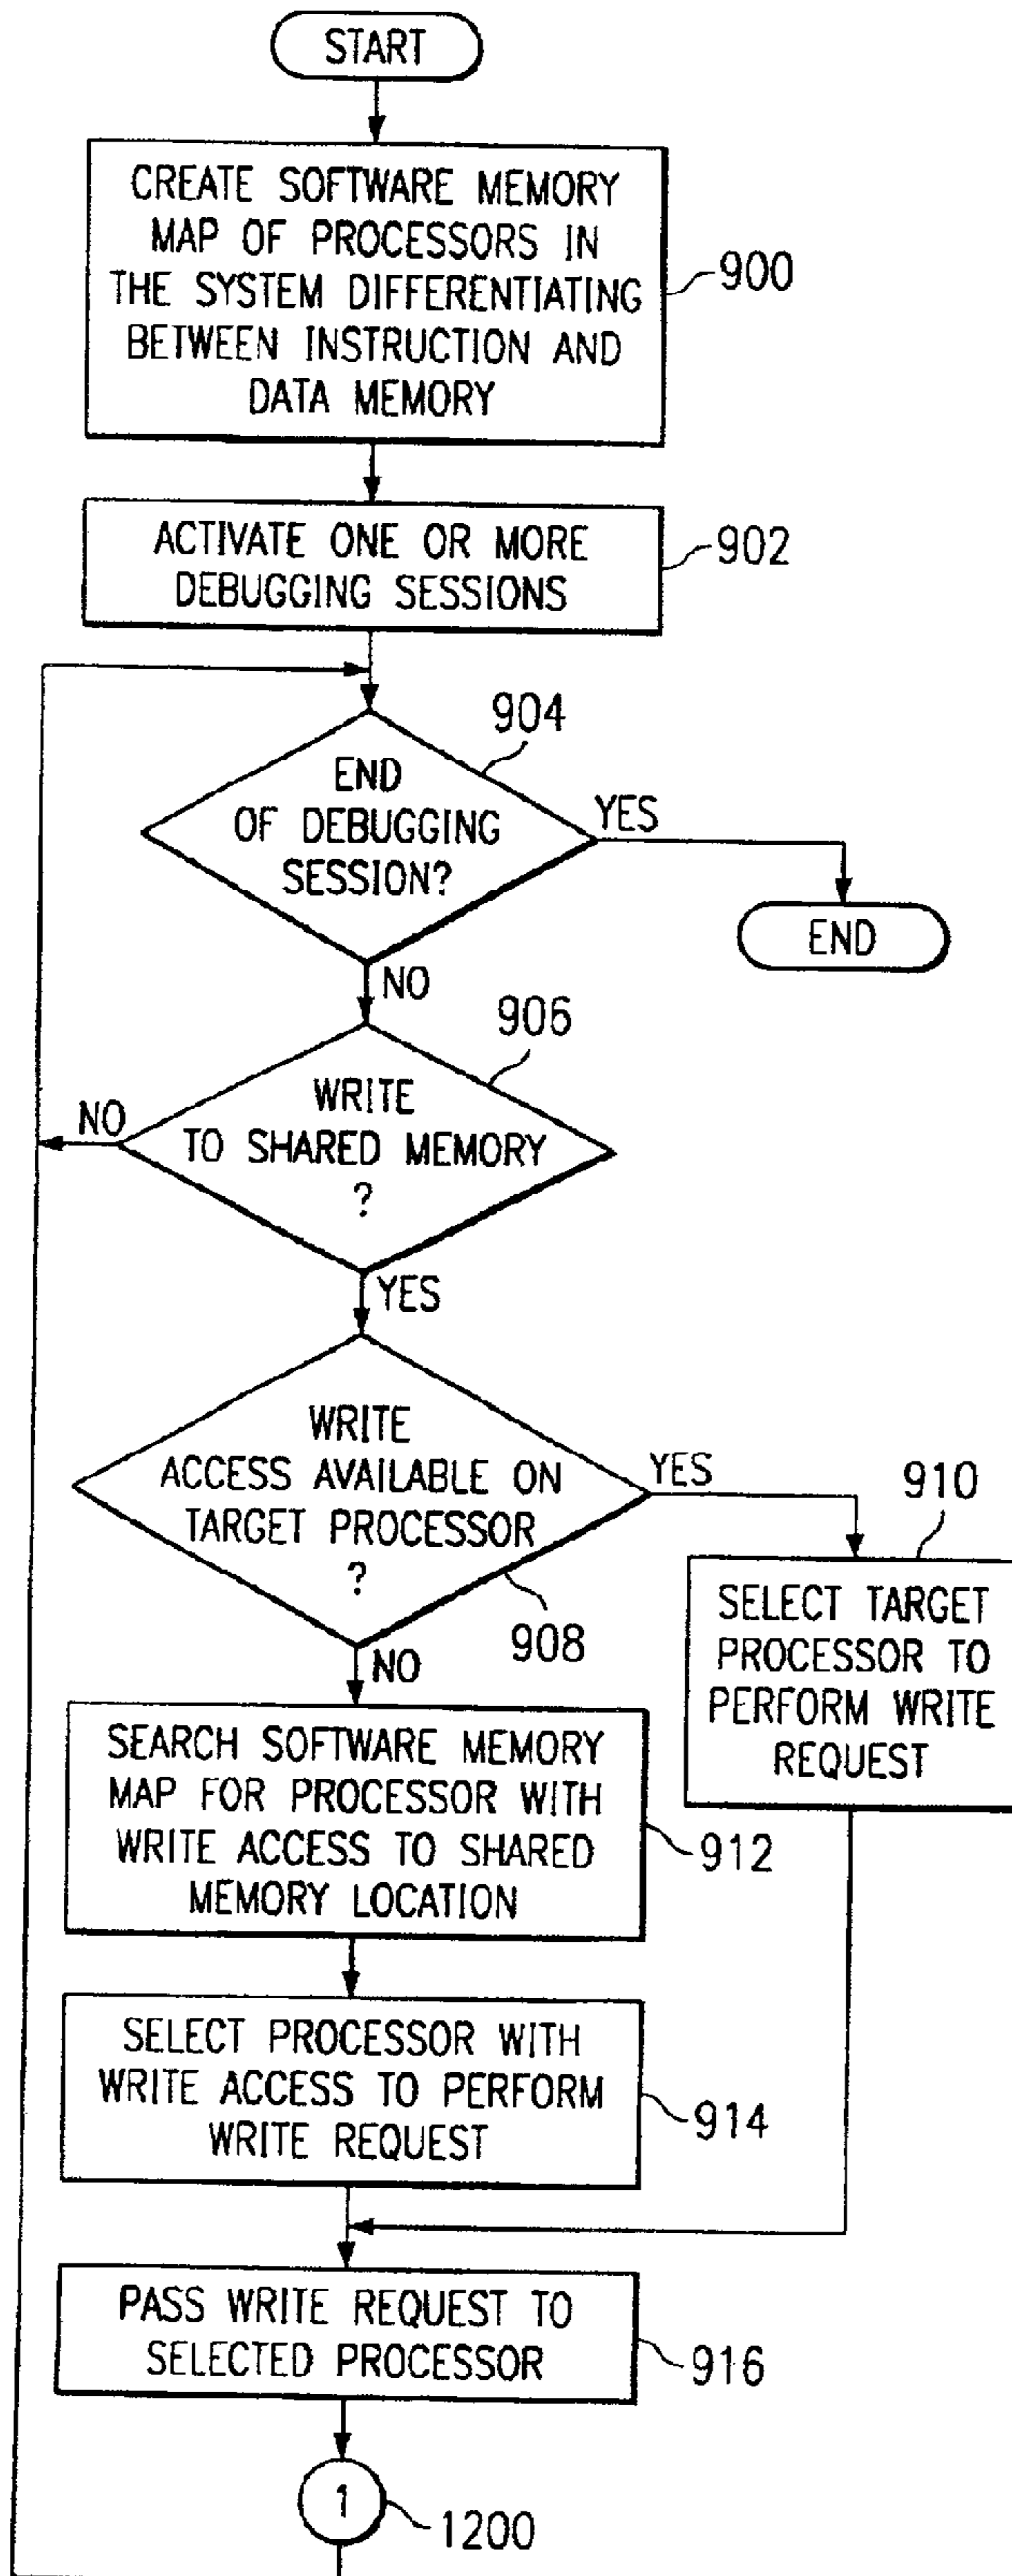 START
CREATE SOFTWARE MEMORY
MAP OF PROCESSORS IN
THE SYSTEM DIFFERENTIATING
BETWEEN INSTRUCTION AND
DATA MEMORY
900
ACTIVATE ONE OR MORE
DEBUGGING SESSIONS
902
904
END
OF DEBUGGING
SESSION?
YES
END
NO
906
WRITE
TO SHARED MEMORY
?
NO
YES
WRITE
ACCESS AVAILABLE ON
TARGET PROCESSOR
?
YES
908
NO
910
SELECT TARGET
PROCESSOR TO
PERFORM WRITE
REQUEST
SEARCH SOFTWARE MEMORY
MAP FOR PROCESSOR WITH
WRITE ACCESS TO SHARED
MEMORY LOCATION
912
SELECT PROCESSOR WITH
WRITE ACCESS TO PERFORM
WRITE REQUEST
914
PASS WRITE REQUEST TO
SELECTED PROCESSOR
916
1
1200